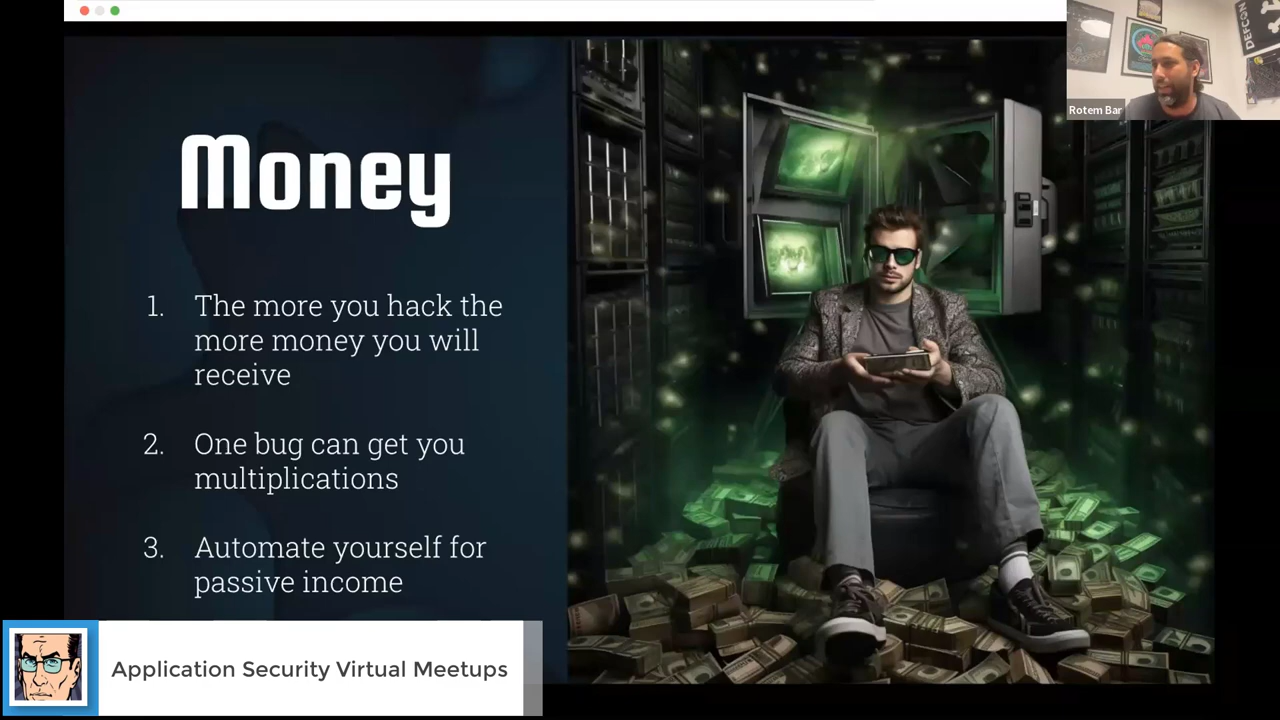 Money
1. The more you hack the
more money you will
receive
2. One bug can get you
multiplications
3. Automate yourself for
passive income
Rotem Bar
DEFCON
Application Security Virtual Meetups